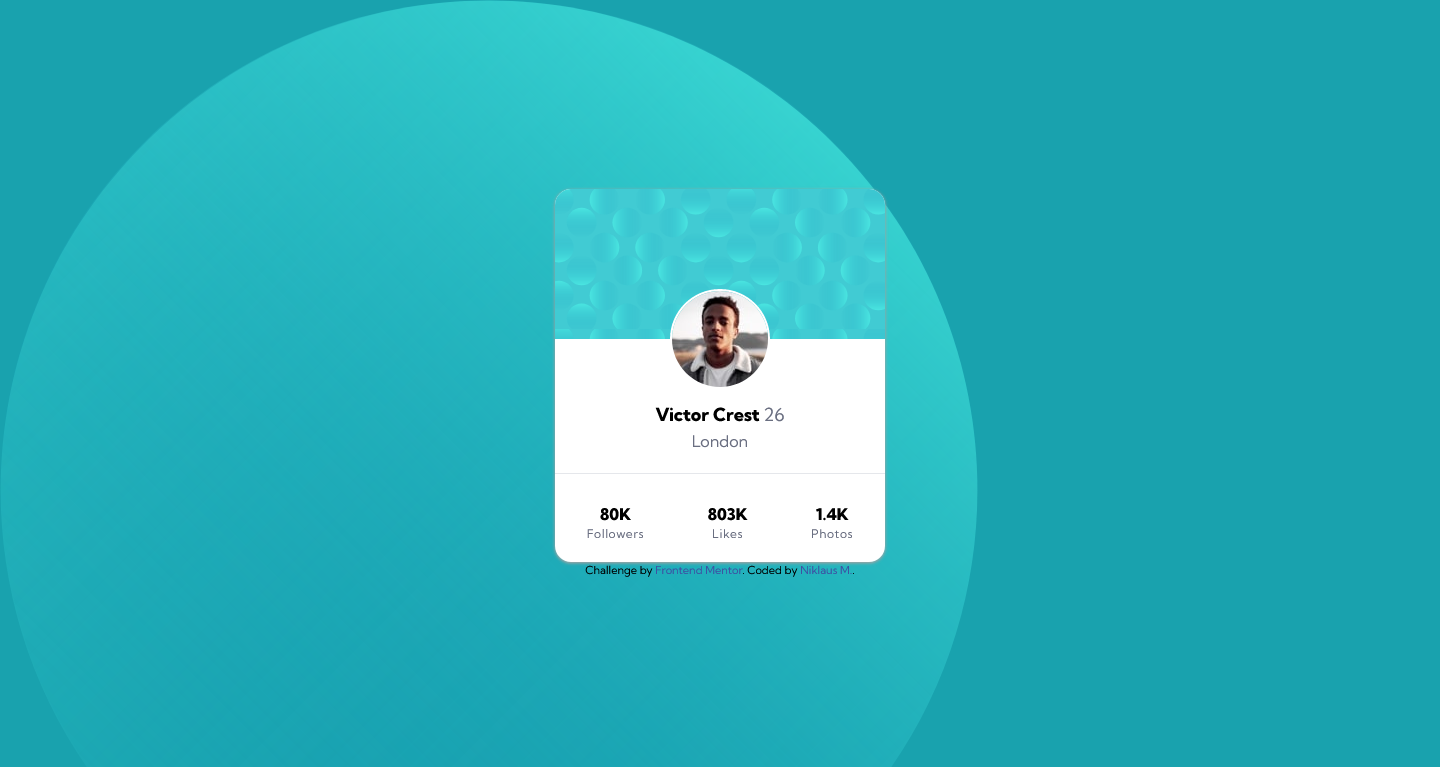 Victor Crest 26
London
80K 803K 1.4K
Followers Likes Photos
Challenge by Frontend Mentor. Coded by Niklaus M..